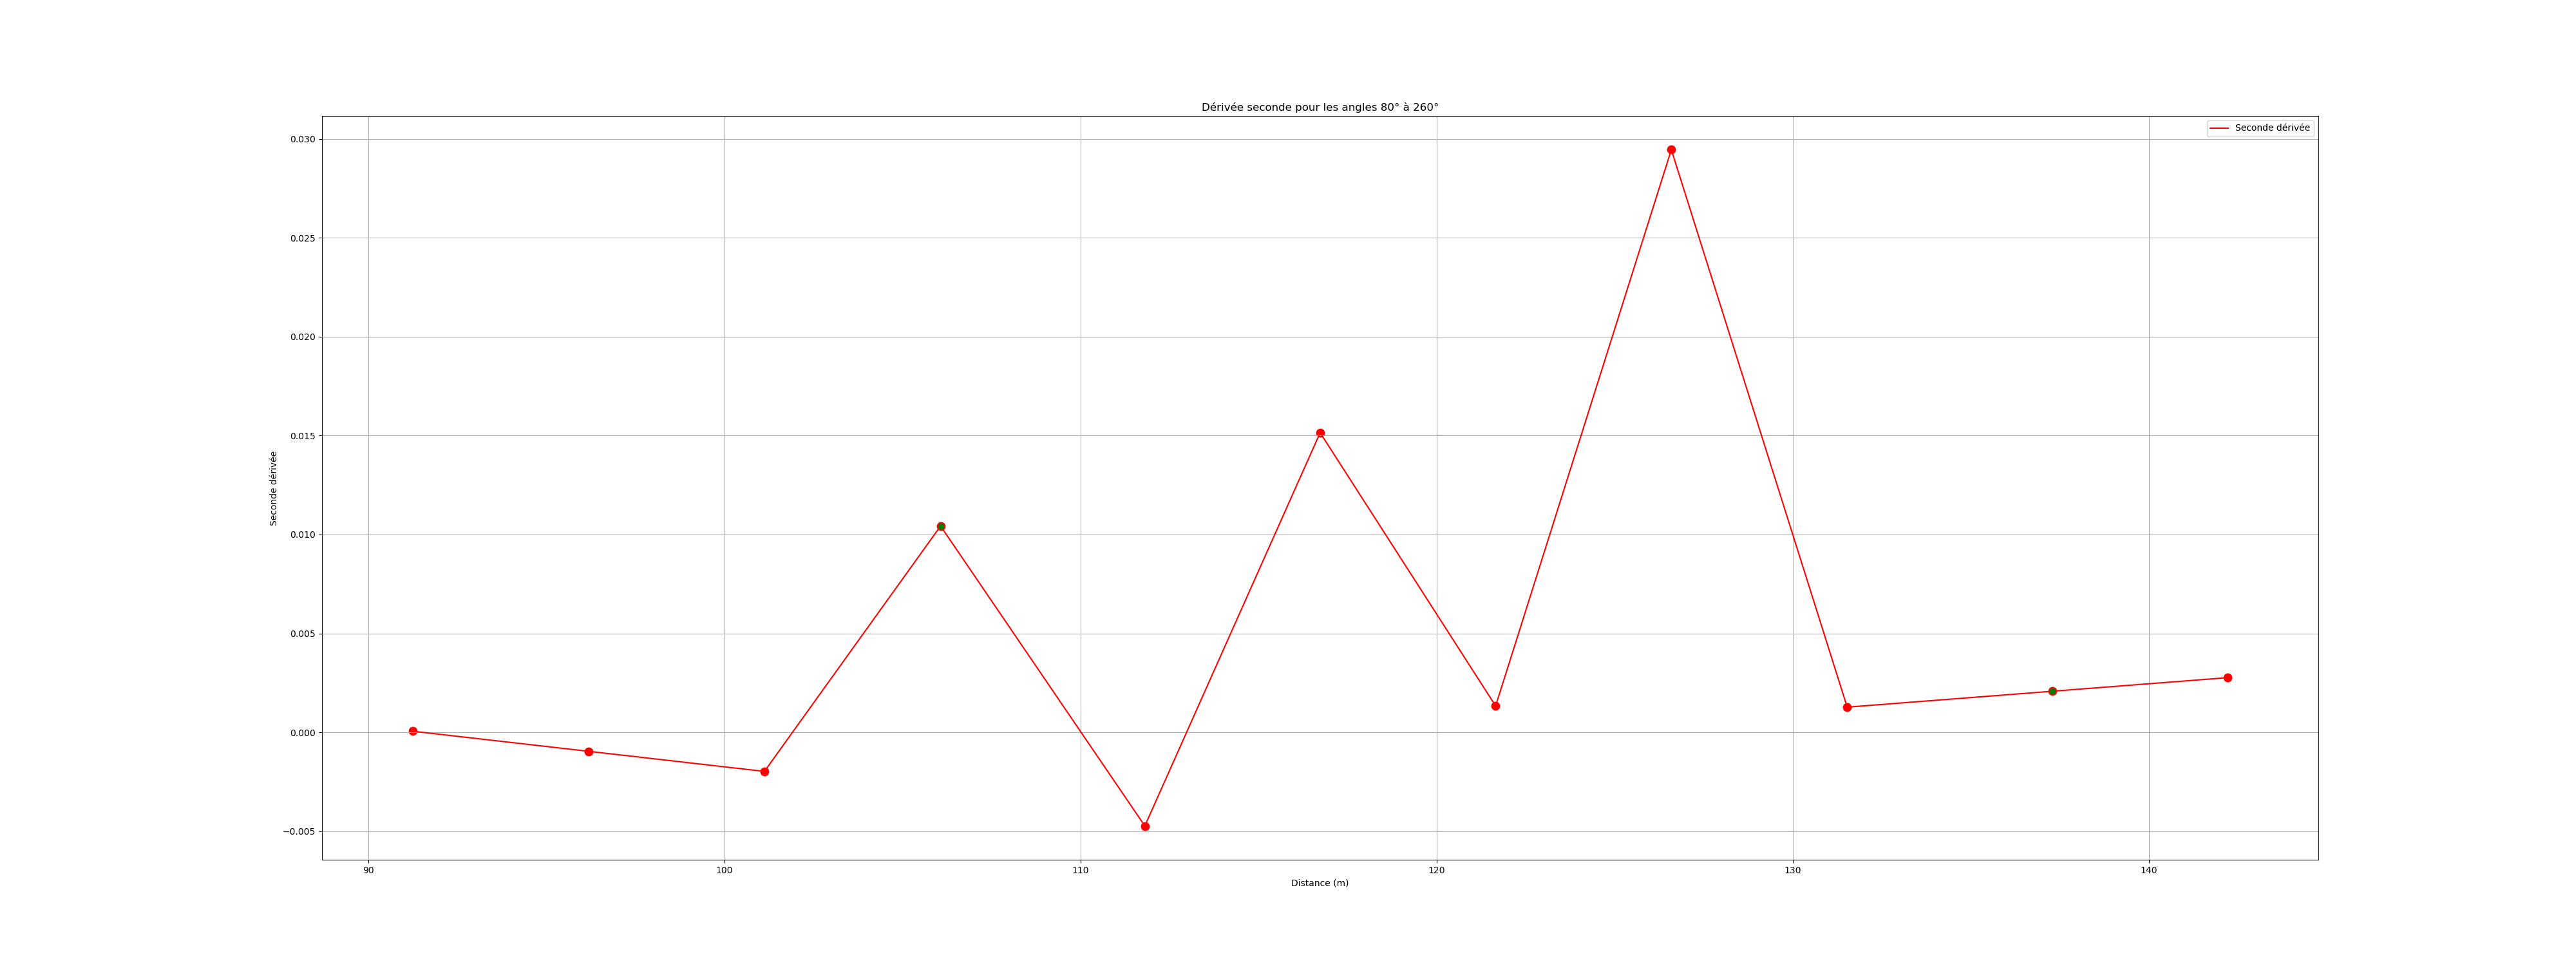 Dérivée seconde pour les angles 80° à 260°
Seconde dérivée
0.030
0.025
0.020
0.015
0.010
0.005
0.000
−0.005
Seconde dérivée
90 100 110 120 130 140
Distance (m)